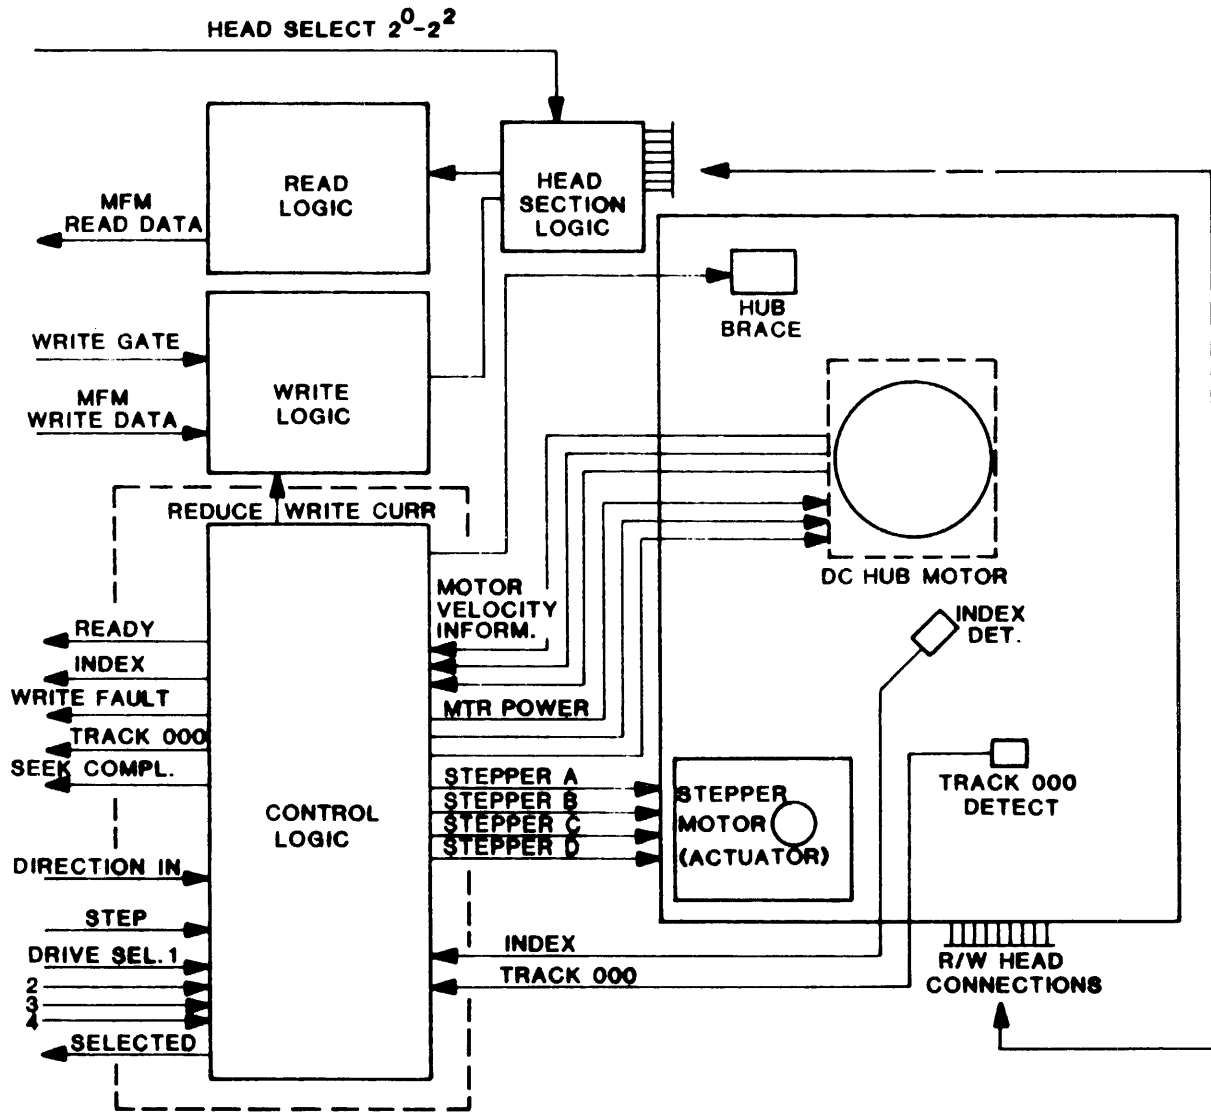 HEAD SELECT 2⁰-2²
READ
LOGIC
HEAD
SECTION
LOGIC
MFM
READ DATA
HUB
BRACE
WRITE GATE
MFM
WRITE DATA
WRITE
LOGIC
REDUCE WRITE CURR
DC HUB MOTOR
MOTOR
VELOCITY
INFORM.
INDEX
DET.
READY
INDEX
WRITE FAULT
TRACK 000
SEEK COMPL.
MTR POWER
CONTROL
LOGIC
STEPPER A
STEPPER B
STEPPER C
STEPPER D
STEPPER
MOTOR
(ACTUATOR)
TRACK 000
DETECT
DIRECTION IN
STEP
DRIVE SEL.1
2
3
4
SELECTED
INDEX
TRACK 000
R/W HEAD
CONNECTIONS